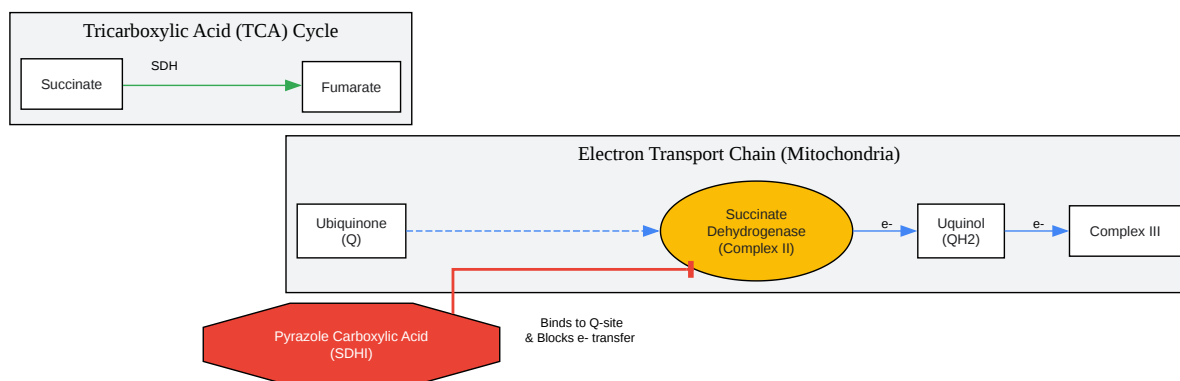 Tricarboxylic Acid (TCA) Cycle
Succinate
SDH
Fumarate
Electron Transport Chain (Mitochondria)
Ubiquinone
(Q)
Succinate
Dehydrogenase
(Complex II)
e-
Uquinol
(QH2)
e-
Complex III
Pyrazole Carboxylic Acid
(SDHI)
Binds to Q-site
& Blocks e- transfer